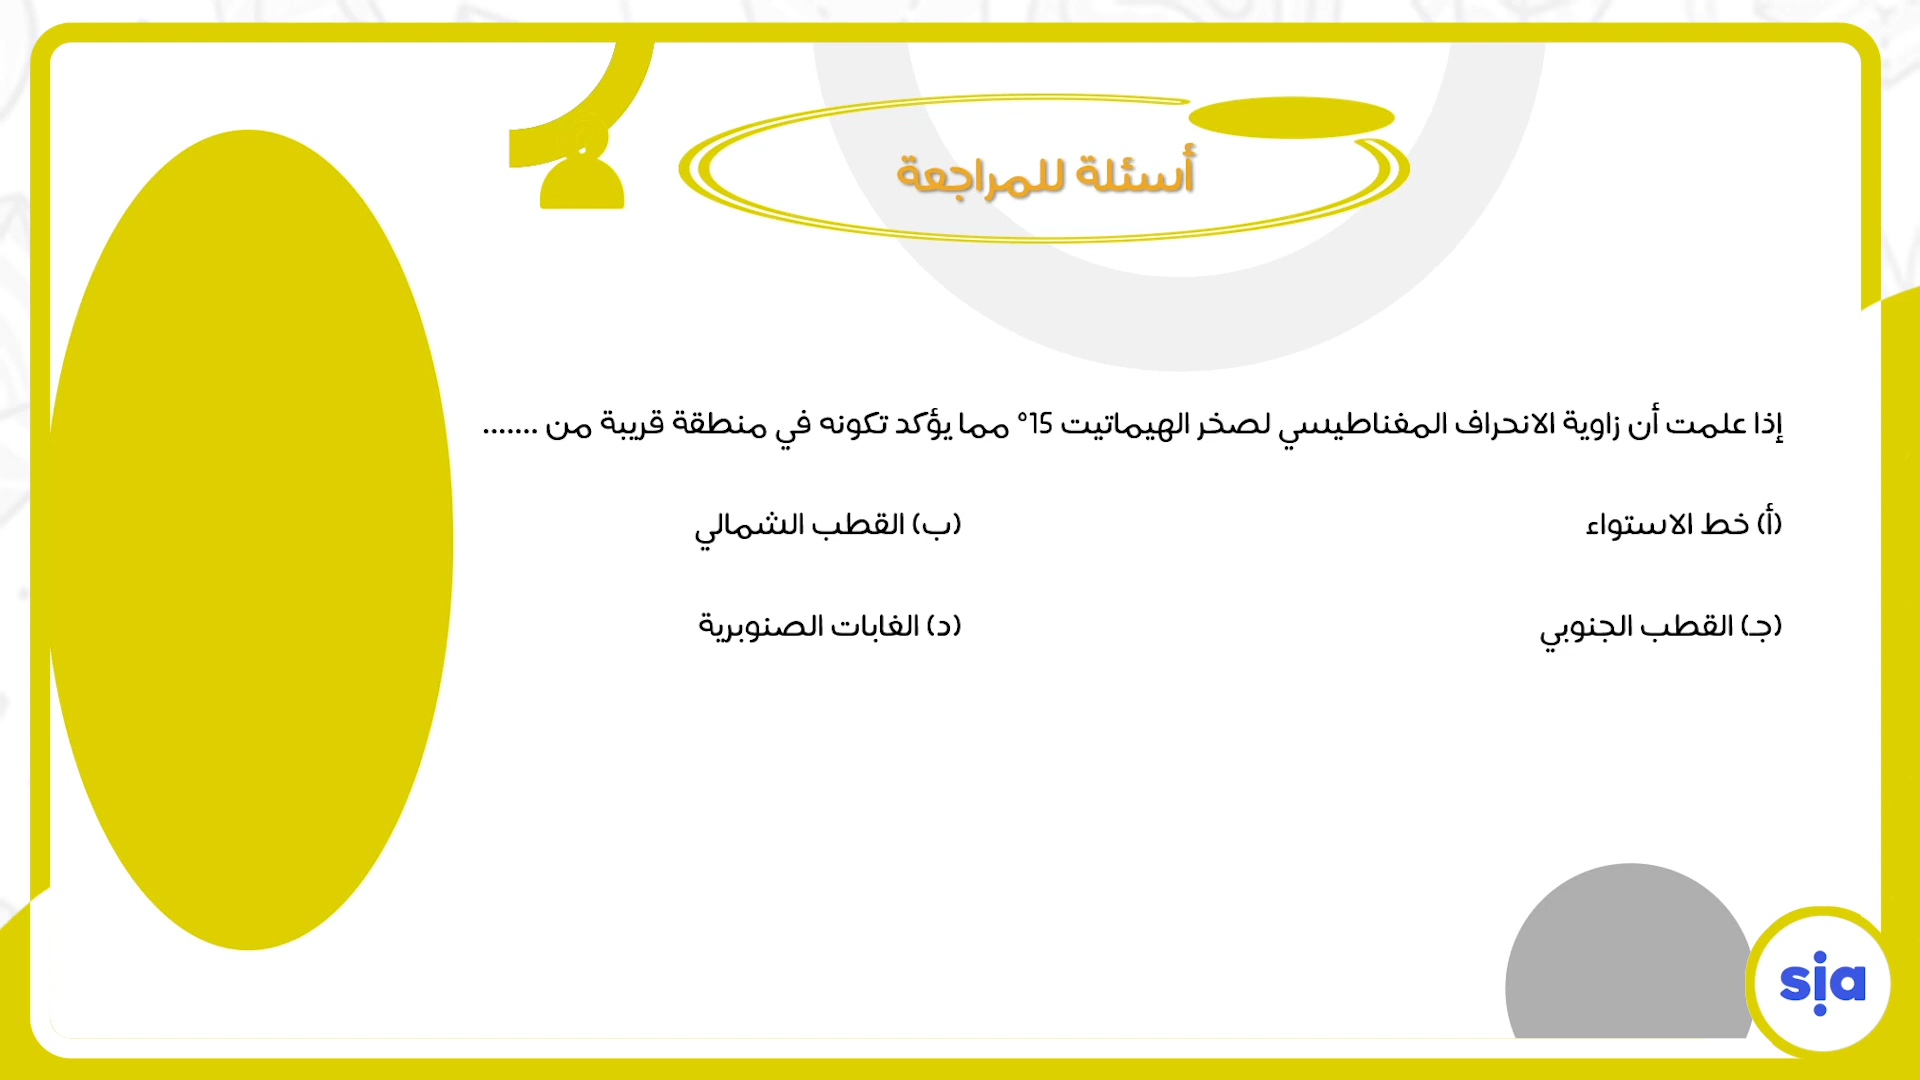 أسئلة للمراجعة
إذا علمت أن زاوية الانحراف المغناطيسي لصخر الهيماتيت 15° مما يؤكد تكونه في منطقة قريبة من .......
(أ) خط الاستواء
(ب) القطب الشمالي
(جـ) القطب الجنوبي
(د) الغابات الصنوبرية
sia